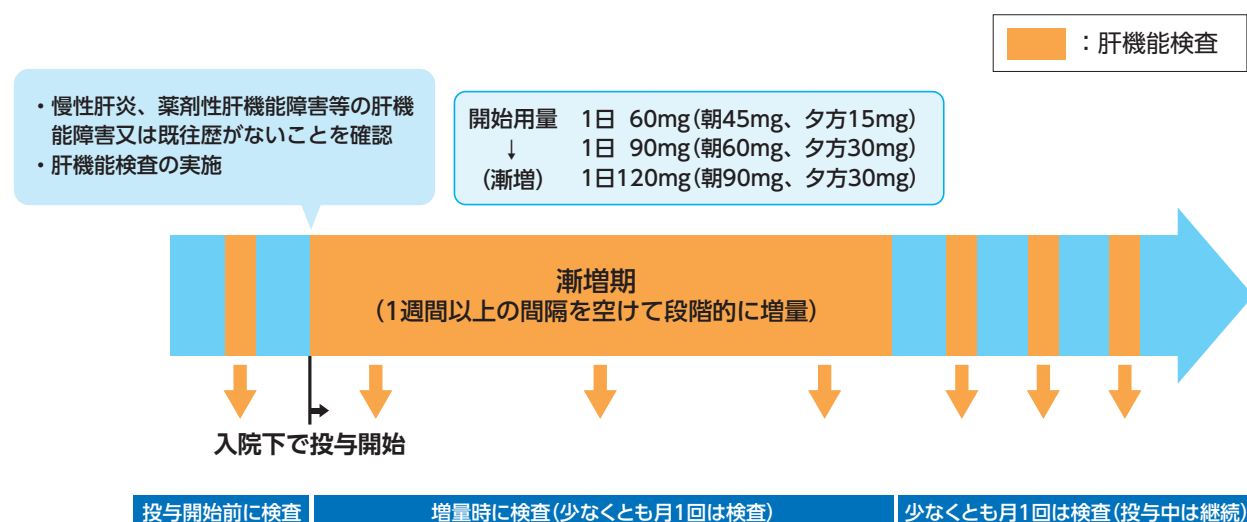 ：肝機能検査
・慢性肝炎、薬剤性肝機能障害等の肝機
能障害又は既往歴がないことを確認
・肝機能検査の実施
開始用量 1日 60mg(朝45mg、夕方15mg)
↓ 1日 90mg(朝60mg、夕方30mg)
(漸増) 1日120mg(朝90mg、夕方30mg)
漸増期
(1週間以上の間隔を空けて段階的に増量)
入院下で投与開始
投与開始前に検査
増量時に検査(少なくとも月1回は検査)
少なくとも月1回は検査(投与中は継続)